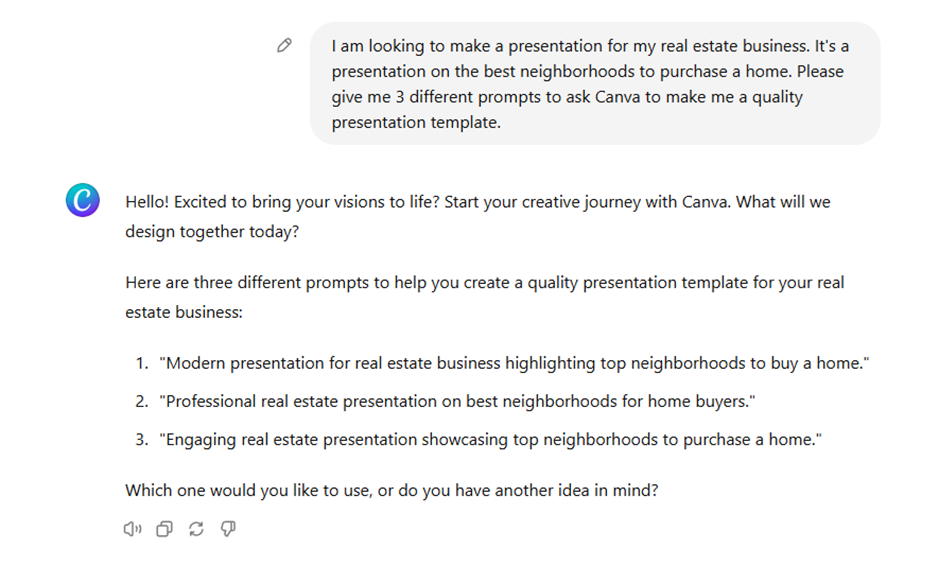 I am looking to make a presentation for my real estate business. It's a
presentation on the best neighborhoods to purchase a home. Please
give me 3 different prompts to ask Canva to make me a quality
presentation template.
C
Hello! Excited to bring your visions to life? Start your creative journey with Canva. What will we
design together today?
Here are three different prompts to help you create a quality presentation template for your real
estate business:
1. "Modern presentation for real estate business highlighting top neighborhoods to buy a home."
2. "Professional real estate presentation on best neighborhoods for home buyers."
3. "Engaging real estate presentation showcasing top neighborhoods to purchase a home."
Which one would you like to use, or do you have another idea in mind?